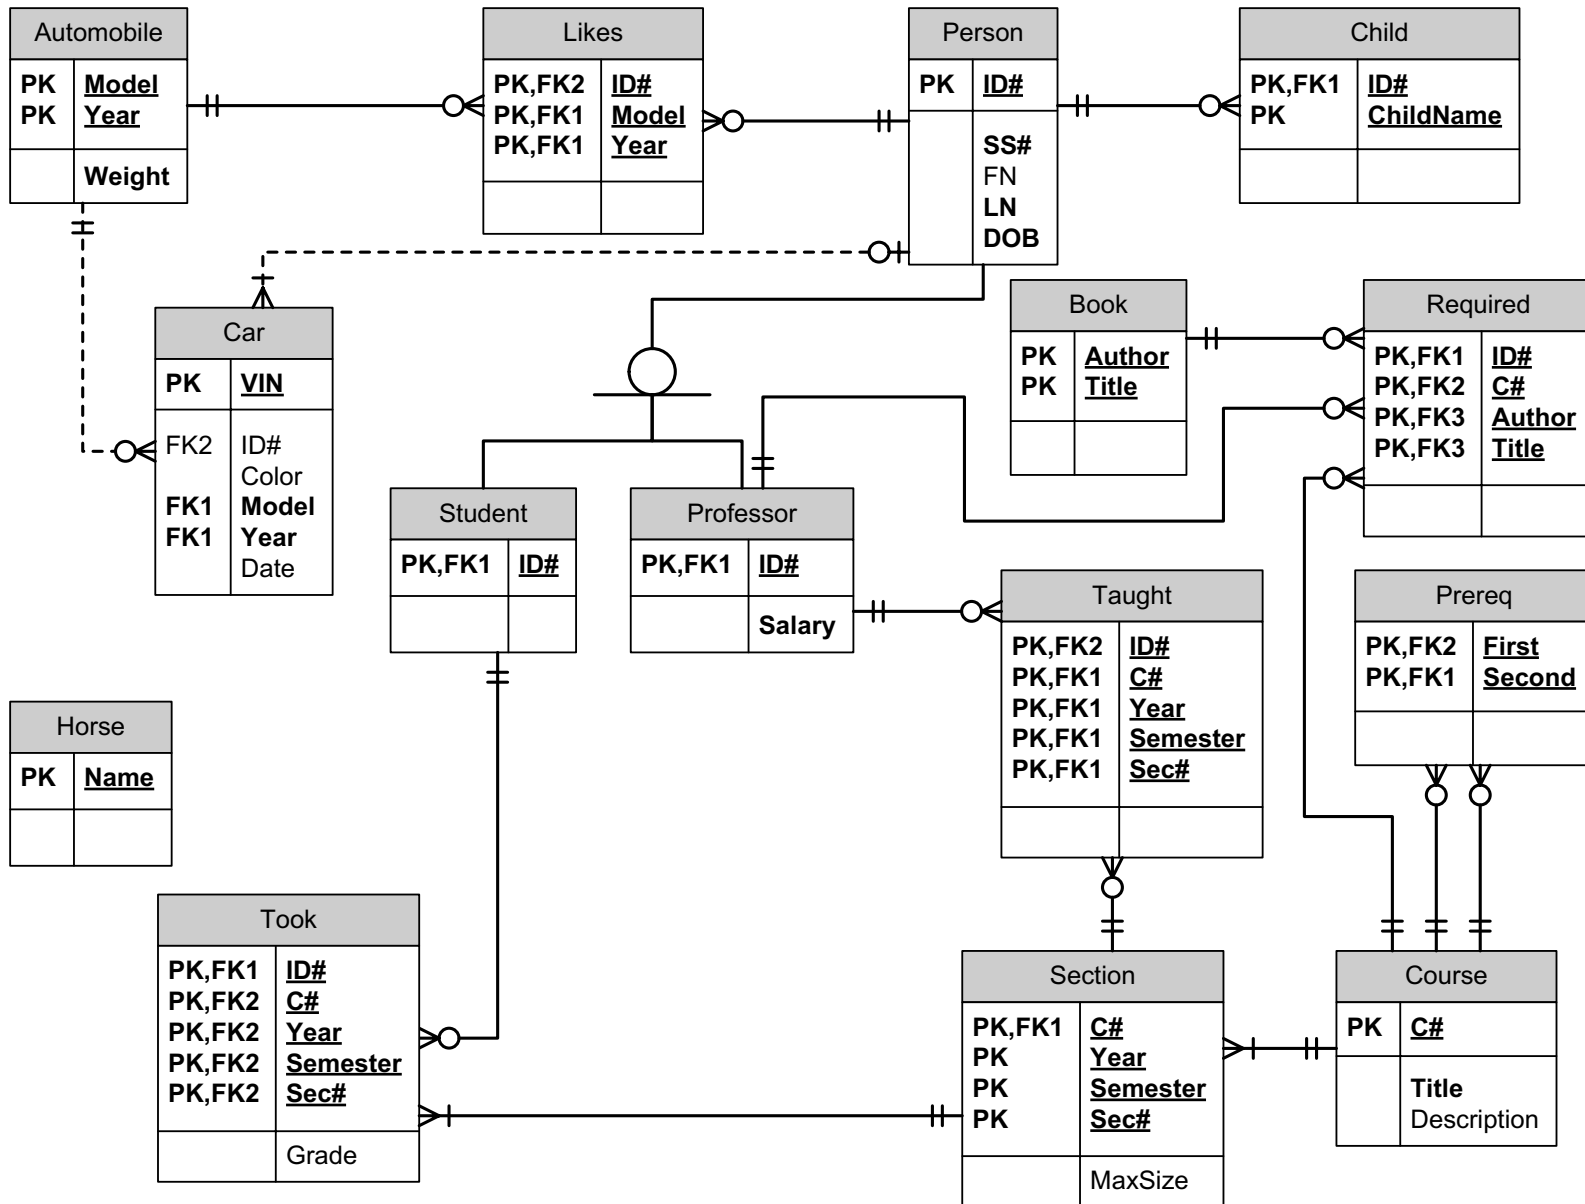 Automobile
PK Model
PK Year
Weight
Likes
PK,FK2 ID#
PK,FK1 Model
PK,FK1 Year
Person
PK ID#
SS#
FN
LN
DOB
Child
PK,FK1 ID#
PK ChildName
Car
PK VIN
FK2 ID#
Color
FK1 Model
FK1 Year
Date
Book
PK Author
PK Title
Required
PK,FK1 ID#
PK,FK2 C#
PK,FK3 Author
PK,FK3 Title
Student
PK,FK1 ID#
Professor
PK,FK1 ID#
Salary
Taught
PK,FK2 ID#
PK,FK1 C#
PK,FK1 Year
PK,FK1 Semester
PK,FK1 Sec#
Prereq
PK,FK2 First
PK,FK1 Second
Horse
PK Name
Took
PK,FK1 ID#
PK,FK2 C#
PK,FK2 Year
PK,FK2 Semester
PK,FK2 Sec#
Grade
Section
PK,FK1 C#
PK Year
PK Semester
PK Sec#
MaxSize
Course
PK C#
Title
Description